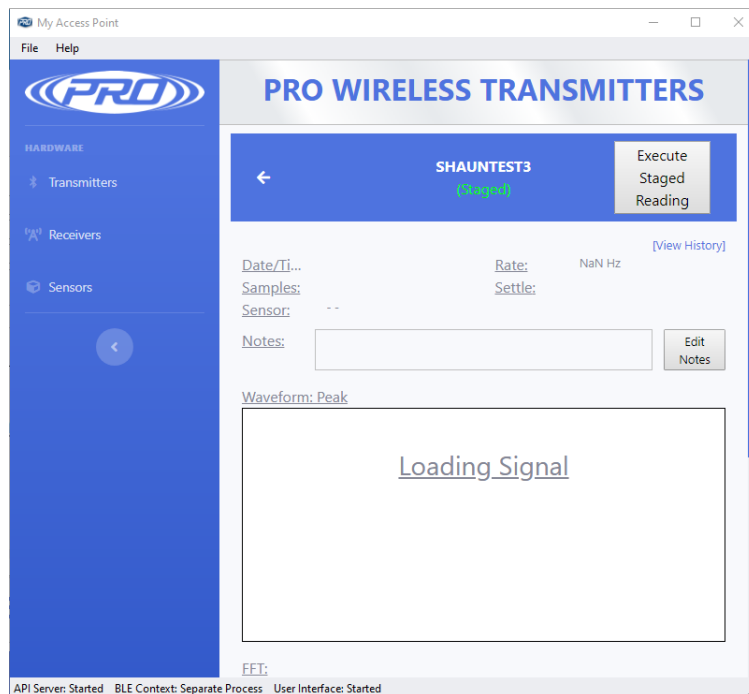 My Access Point
File Help
PRO
PRO WIRELESS TRANSMITTERS
HARDWARE
Transmitters
Receivers
Sensors
SHAUNTEST3
(Staged)
Execute
Staged
Reading
[View History]
Date/Ti...
Rate: NaN Hz
Samples:
Settle:
Sensor: - -
Notes:
Edit
Notes
Waveform: Peak
Loading Signal
FFT:
API Server: Started BLE Context: Separate Process User Interface: Started